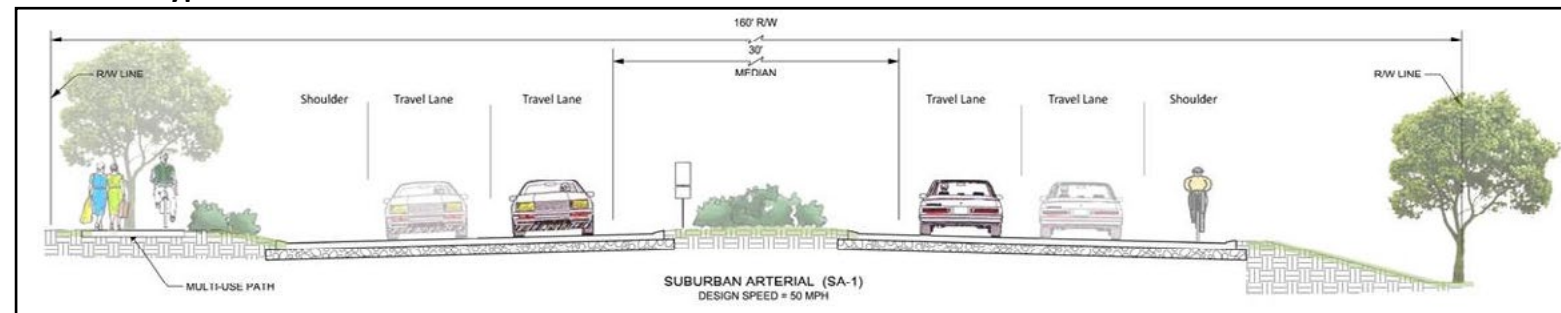 160' R/W
30'
MEDIAN
R/W LINE
R/W LINE
Shoulder
Travel Lane
Travel Lane
Travel Lane
Travel Lane
Shoulder
MULTI-USE PATH
SUBURBAN ARTERIAL (SA-1)
DESIGN SPEED = 50 MPH